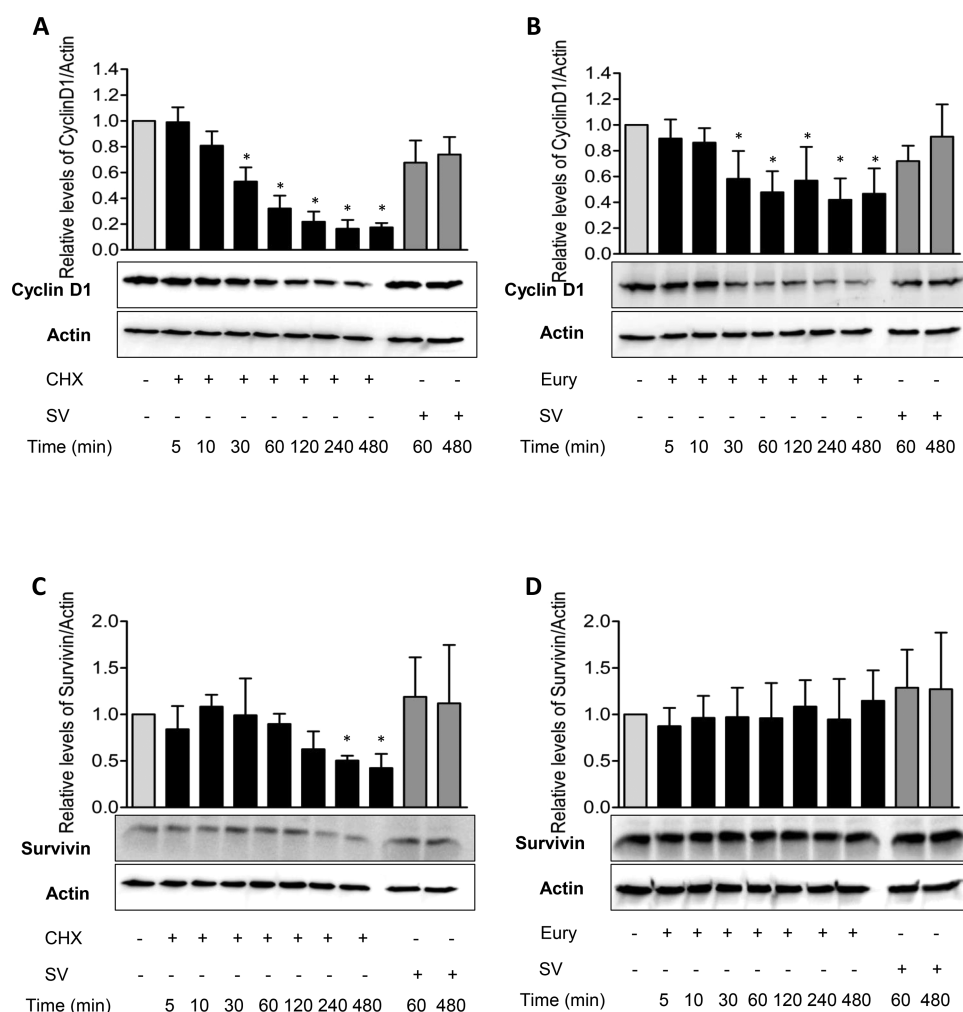 A
Relative levels of CyclinD1/Actin
1.4
1.2
1.0
0.8
0.6
0.4
0.2
0.0
* * * * *
Cyclin D1
Actin
CHX - + + + + + + + - -
SV - - - - - - - - + +
Time (min) 5 10 30 60 120 240 480 60 480
B
Relative levels of CyclinD1/Actin
1.4
1.2
1.0
0.8
0.6
0.4
0.2
0.0
* * * * *
Cyclin D1
Actin
Eury - + + + + + + + - -
SV - - - - - - - - + +
Time (min) 5 10 30 60 120 240 480 60 480
C
Relative levels of Survivin/Actin
2.0
1.5
1.0
0.5
0.0
* *
Survivin
Actin
CHX - + + + + + + + - -
SV - - - - - - - - + +
Time (min) 5 10 30 60 120 240 480 60 480
D
Relative levels of Survivin/Actin
2.0
1.5
1.0
0.5
0.0
Survivin
Actin
Eury - + + + + + + + - -
SV - - - - - - - - + +
Time (min) 5 10 30 60 120 240 480 60 480